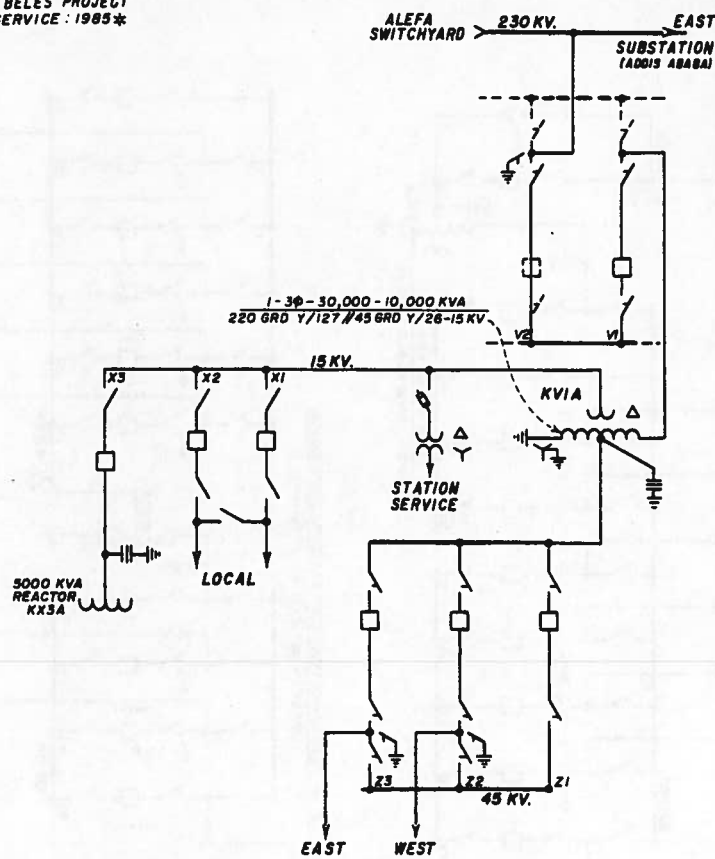 BELES PROJECT
SERVICE : 1985*
ALEFA
SWITCHYARD
230 KV.
EAST
SUBSTATION
(ADDIS ABABA)
1-3φ-30,000-10,000 KVA
220 GRD Y/127//45 GRD Y/26-15 KV
V2
V1
X3
X2
X1
15 KV.
KV1A
Δ
Δ
STATION
SERVICE
LOCAL
5000 KVA
REACTOR
KX3A
Z3
Z2
Z1
45 KV.
EAST
WEST